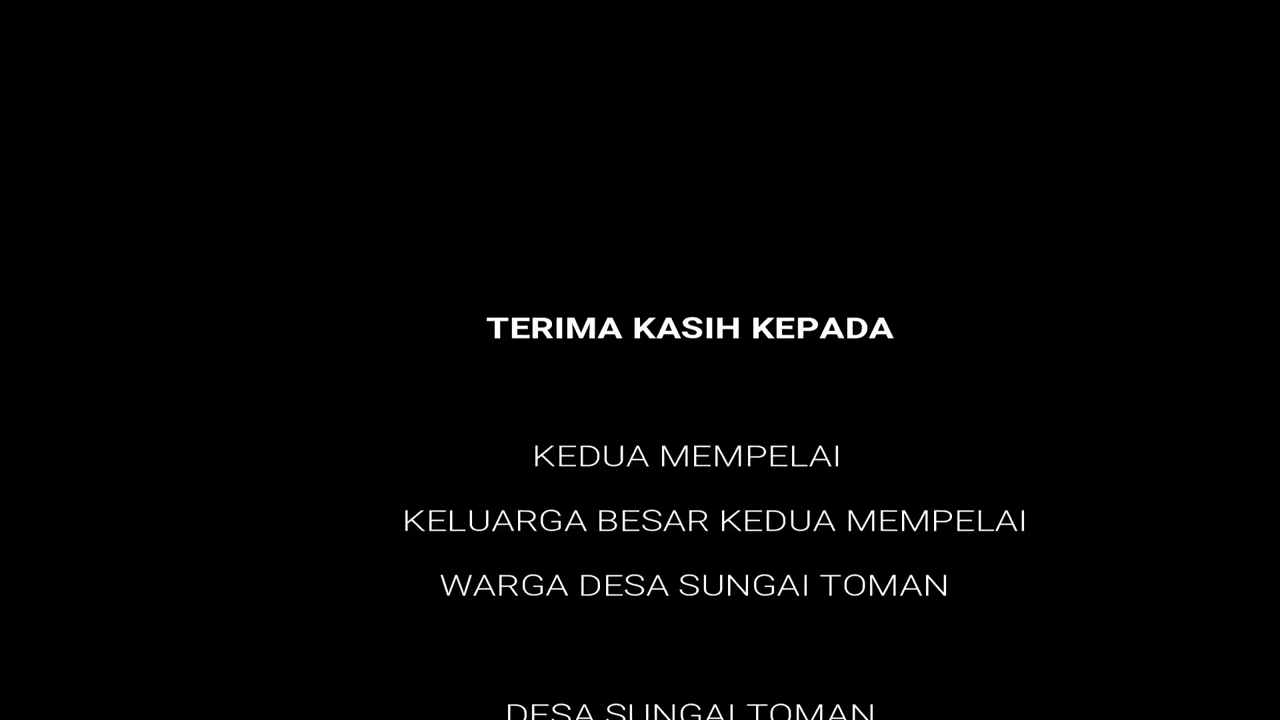 TERIMA KASIH KEPADA
KEDUA MEMPELAI
KELUARGA BESAR KEDUA MEMPELAI
WARGA DESA SUNGAI TOMAN
DESA SUNGAI TOMAN